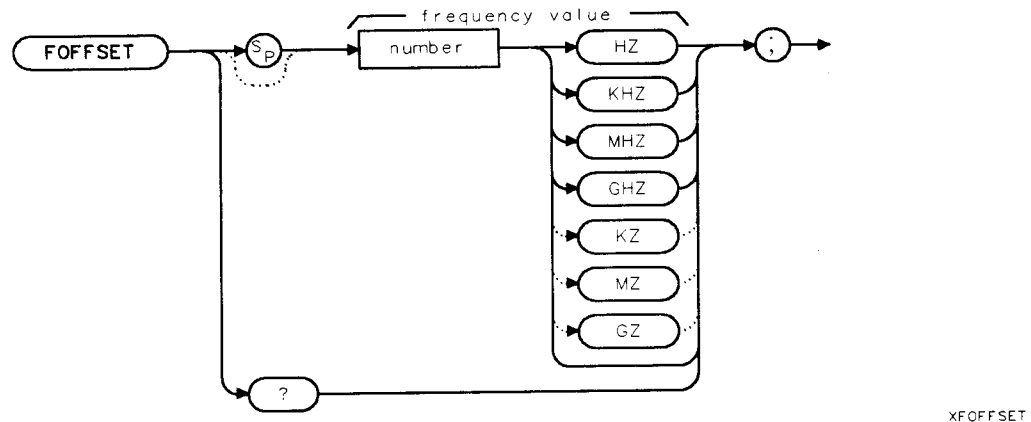 frequency value
FOFFSET
SP
number
HZ
;
KHZ
MHZ
GHZ
KZ
MZ
GZ
?
XFOFFSET